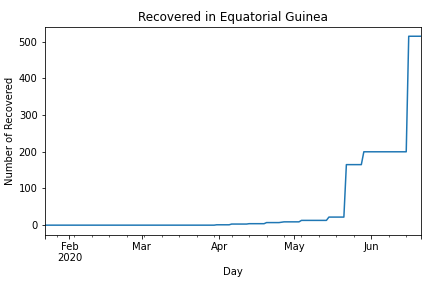 Recovered in Equatorial Guinea
Number of Recovered
500
400
300
200
100
0
Feb
2020
Mar
Apr
May
Jun
Day